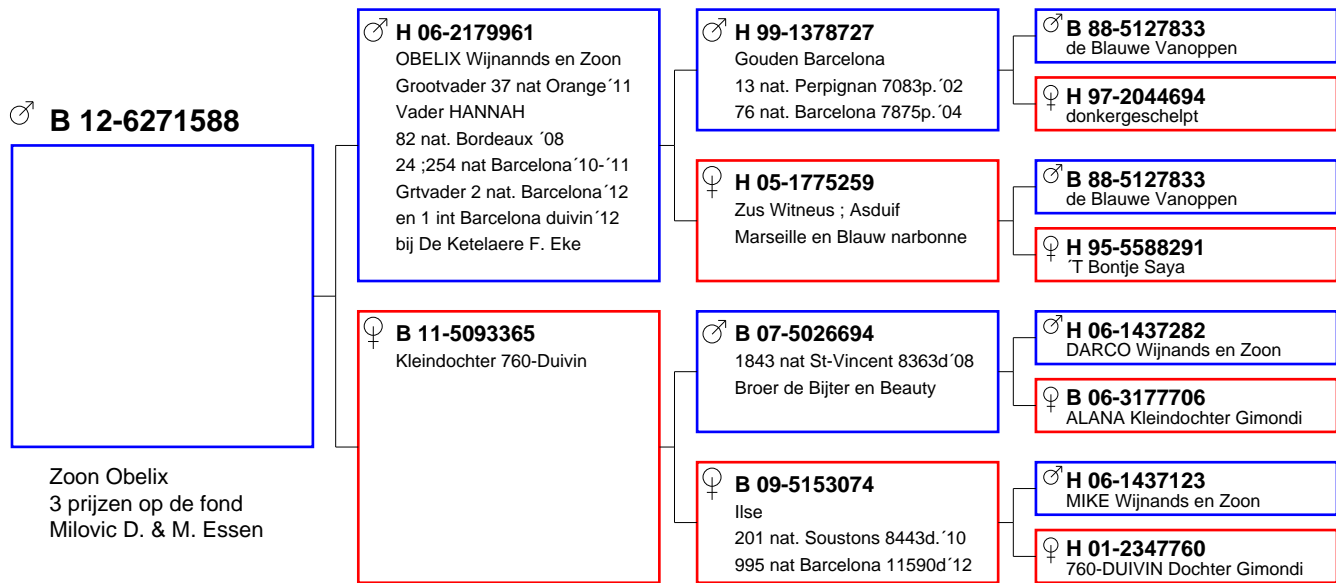 B 12-6271588
Zoon Obelix
3 prijzen op de fond
Milovic D. & M. Essen
H 06-2179961
OBELIX Wijnannds en Zoon
Grootvader 37 nat Orange´11
Vader HANNAH
82 nat. Bordeaux ´08
24 ;254 nat Barcelona´10-´11
Grtvader 2 nat. Barcelona´12
en 1 int Barcelona duivin´12
bij De Ketelaere F. Eke
B 11-5093365
Kleindochter 760-Duivin
H 99-1378727
Gouden Barcelona
13 nat. Perpignan 7083p.´02
76 nat. Barcelona 7875p.´04
H 05-1775259
Zus Witneus ; Asduif
Marseille en Blauw narbonne
B 07-5026694
1843 nat St-Vincent 8363d´08
Broer de Bijter en Beauty
B 09-5153074
Ilse
201 nat. Soustons 8443d.´10
995 nat Barcelona 11590d´12
B 88-5127833
de Blauwe Vanoppen
H 97-2044694
donkergeschelpt
B 88-5127833
de Blauwe Vanoppen
H 95-5588291
´T Bontje Saya
H 06-1437282
DARCO Wijnands en Zoon
B 06-3177706
ALANA Kleindochter Gimondi
H 06-1437123
MIKE Wijnands en Zoon
H 01-2347760
760-DUIVIN Dochter Gimondi